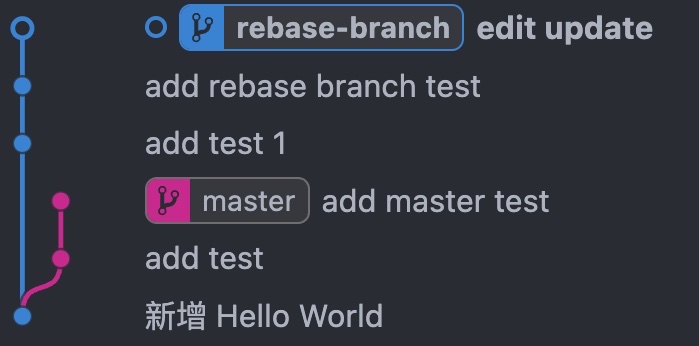 rebase-branch edit update
add rebase branch test
add test 1
master add master test
add test
新增 Hello World